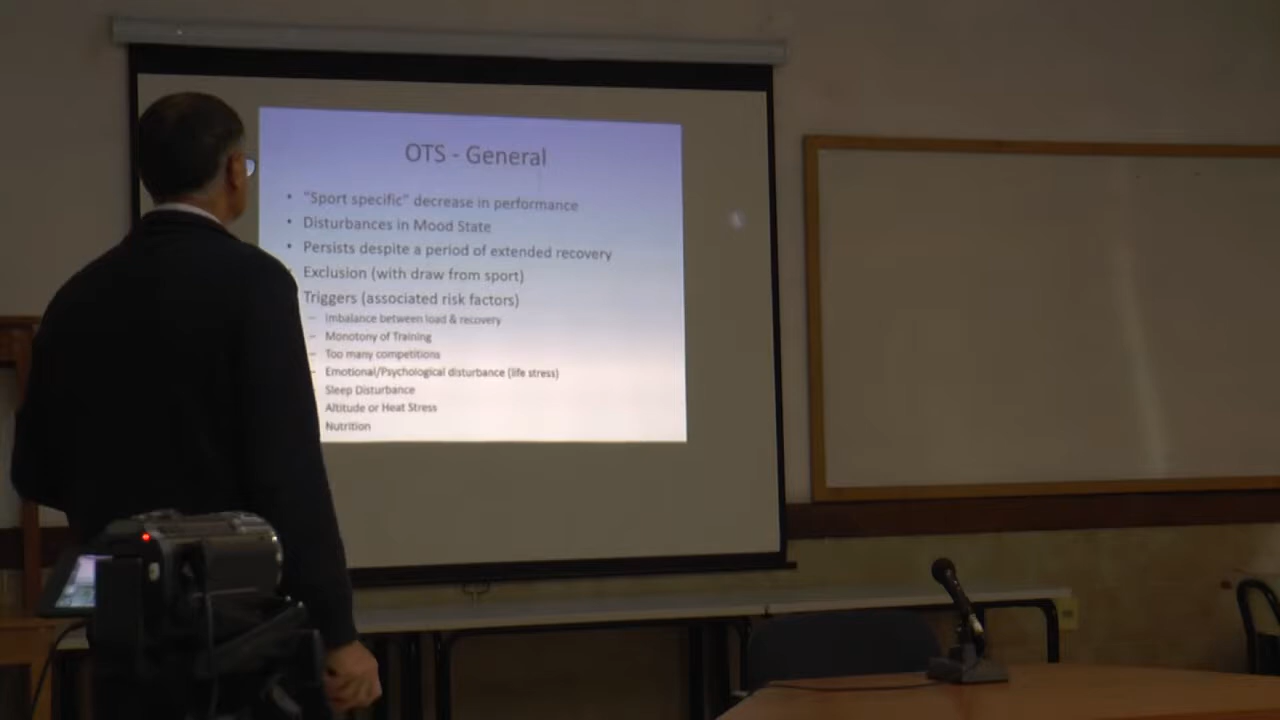 OTS - General
• "Sport specific" decrease in performance
• Disturbances in Mood State
• Persists despite a period of extended recovery
Exclusion (with draw from sport)
Triggers (associated risk factors)
– Imbalance between load & recovery
– Monotony of Training
– Too many competitions
– Emotional/Psychological disturbance (life stress)
Sleep Disturbance
Altitude or Heat Stress
Nutrition